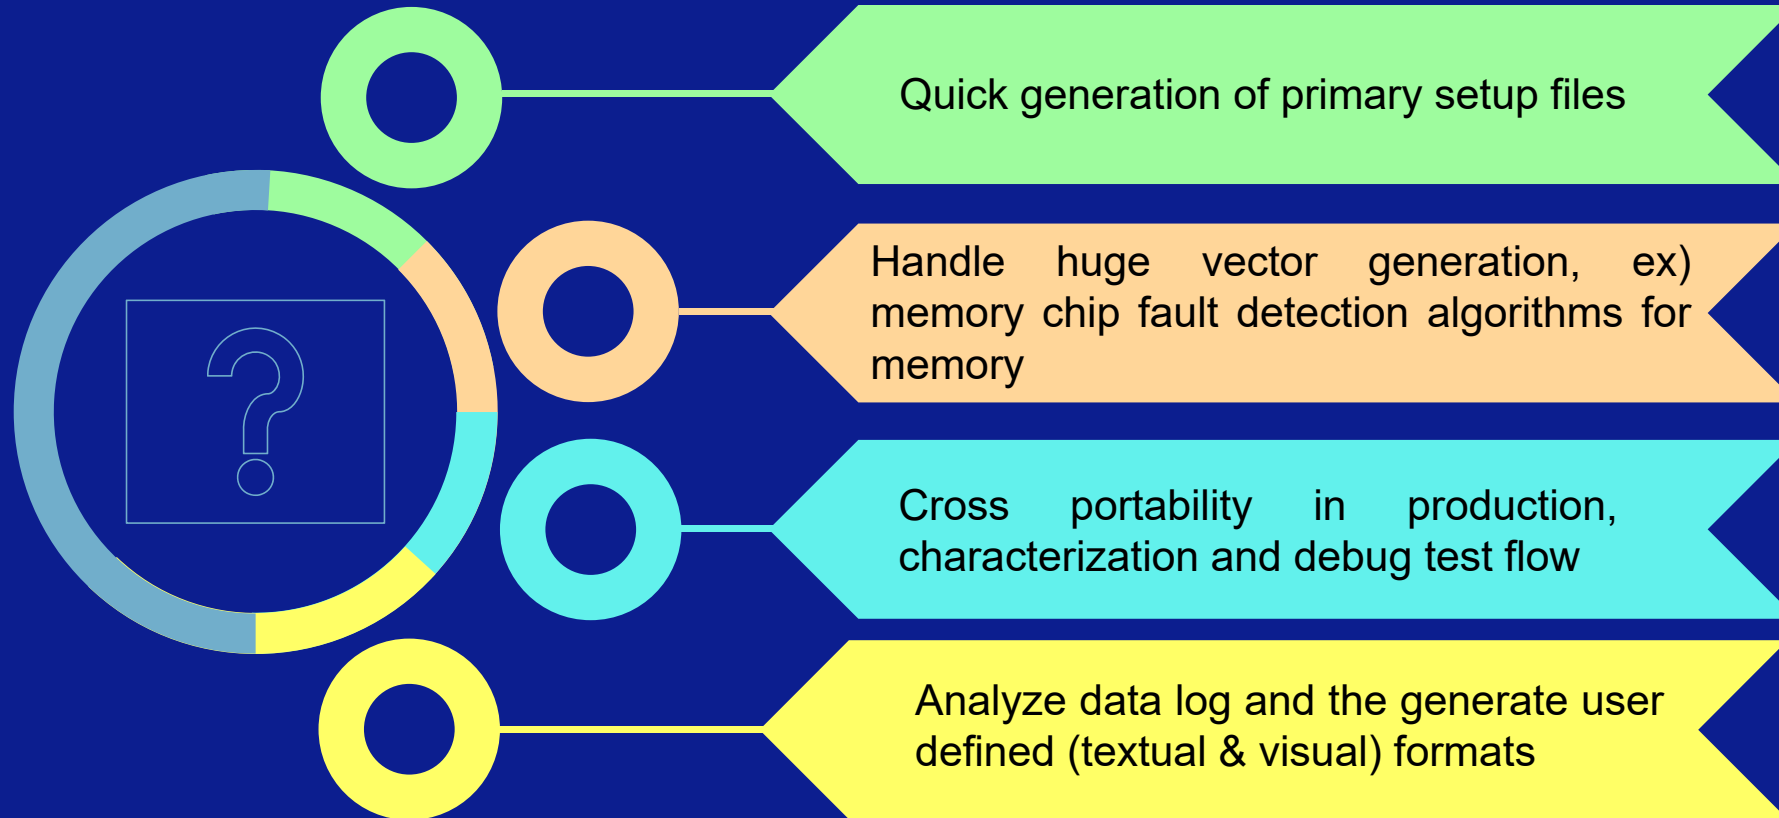 Quick generation of primary setup files
Handle huge vector generation, ex)
memory chip fault detection algorithms for
memory
Cross portability in production,
characterization and debug test flow
Analyze data log and the generate user
defined (textual & visual) formats
?